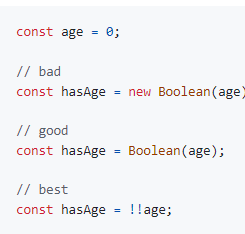 const age = 0;
// bad
const hasAge = new Boolean(age)
// good
const hasAge = Boolean(age);
// best
const hasAge = !!age;